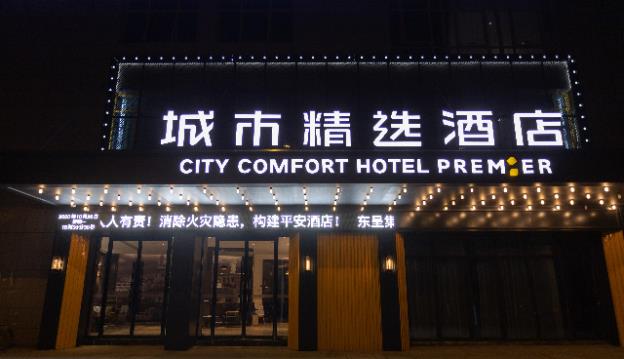 城市精选酒店
CITY COMFORT HOTEL PREMIER
人人有责！消除火灾隐患，构建平安酒店！ 东呈集